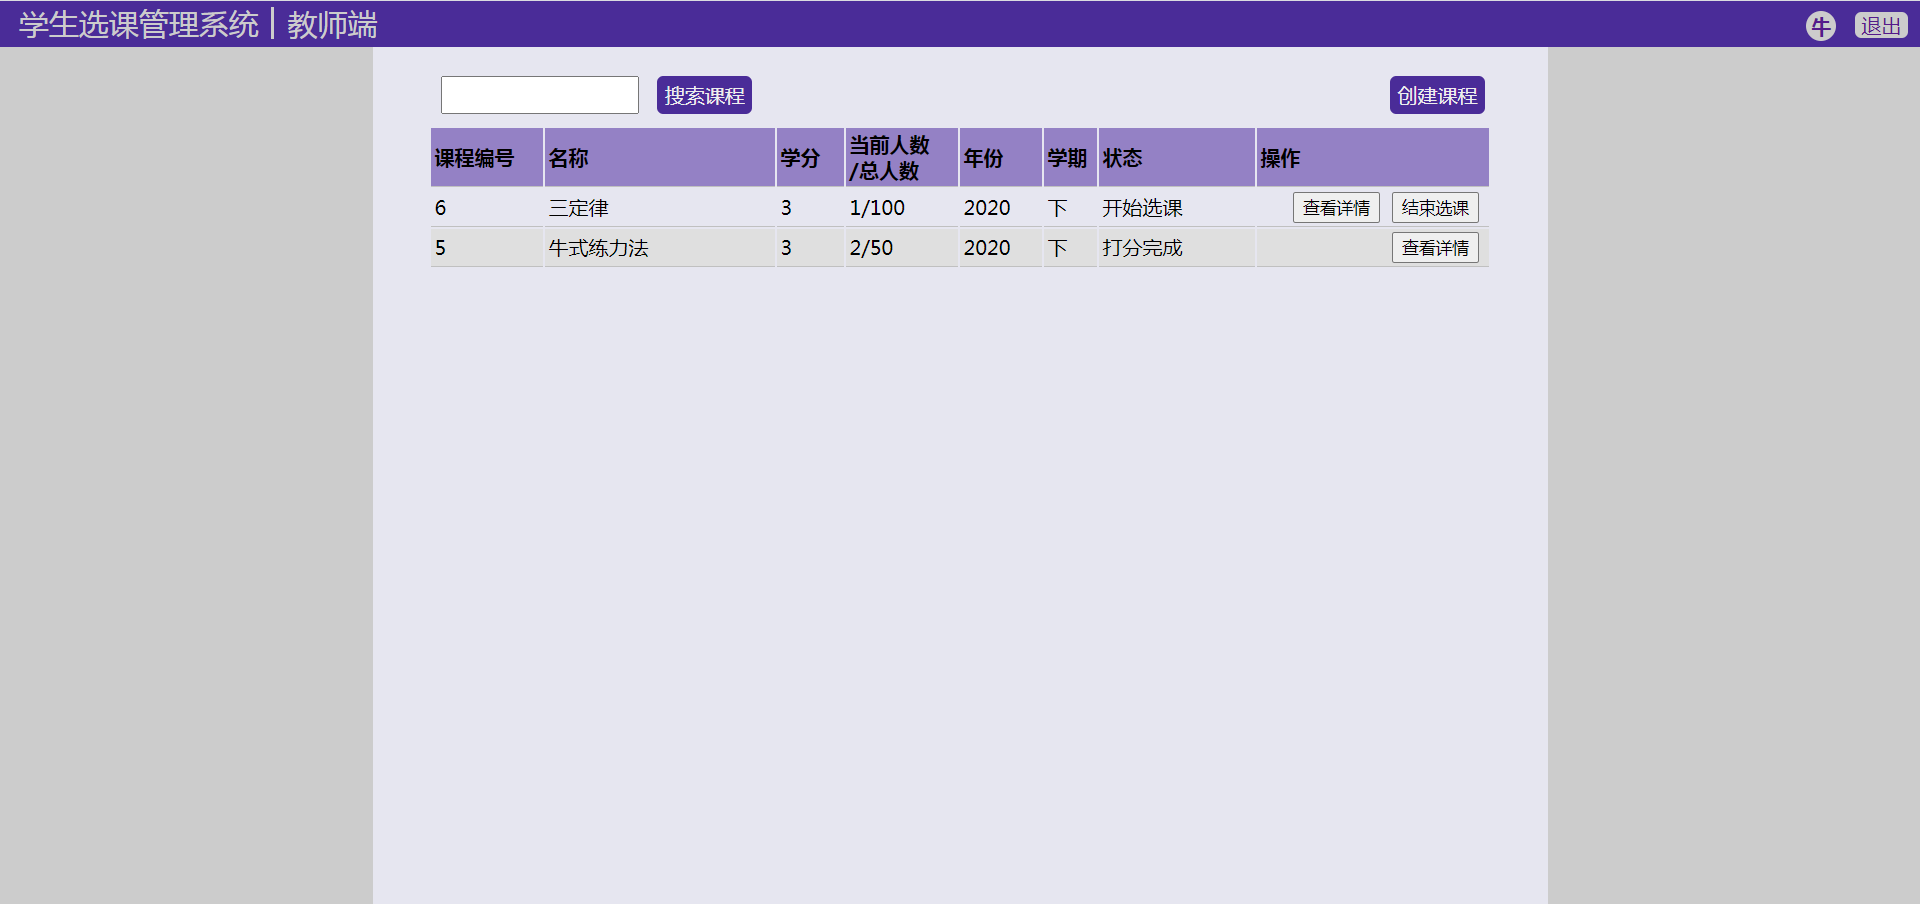 学生选课管理系统 | 教师端 牛 退出
搜索课程 创建课程
课程编号 名称 学分 当前人数/总人数 年份 学期 状态 操作
6 三定律 3 1/100 2020 下 开始选课 查看详情 结束选课
5 牛式练力法 3 2/50 2020 下 打分完成 查看详情